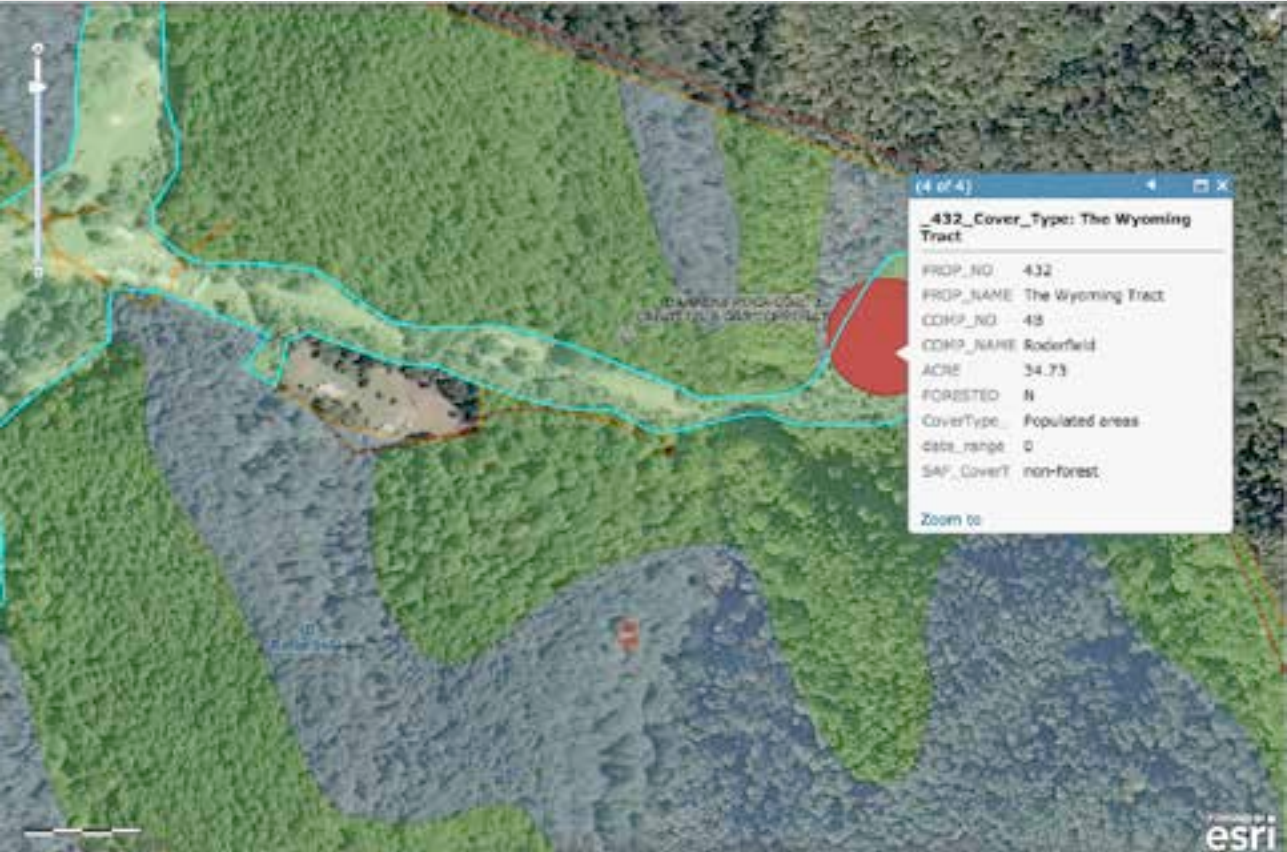 (4 of 4)
_432_Cover_Type: The Wyoming
Tract
PROP_NO 432
PROP_NAME The Wyoming Tract
COMP_NO 49
COMP_NAME Roderfield
ACRE 34.73
FORESTED N
CoverType_ Populated areas
date_range 0
SAF_CoverT non-forest
Zoom to
esri